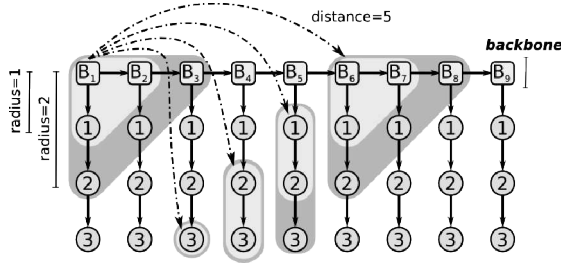 distance=5
backbone
radius=1
radius=2
B1 B2 B3 B4 B5 B6 B7 B8 B9
1 1 1 1 1 1 1
2 2 2 2 2 2 2 2 2
3 3 3 3 3 3 3 3 3